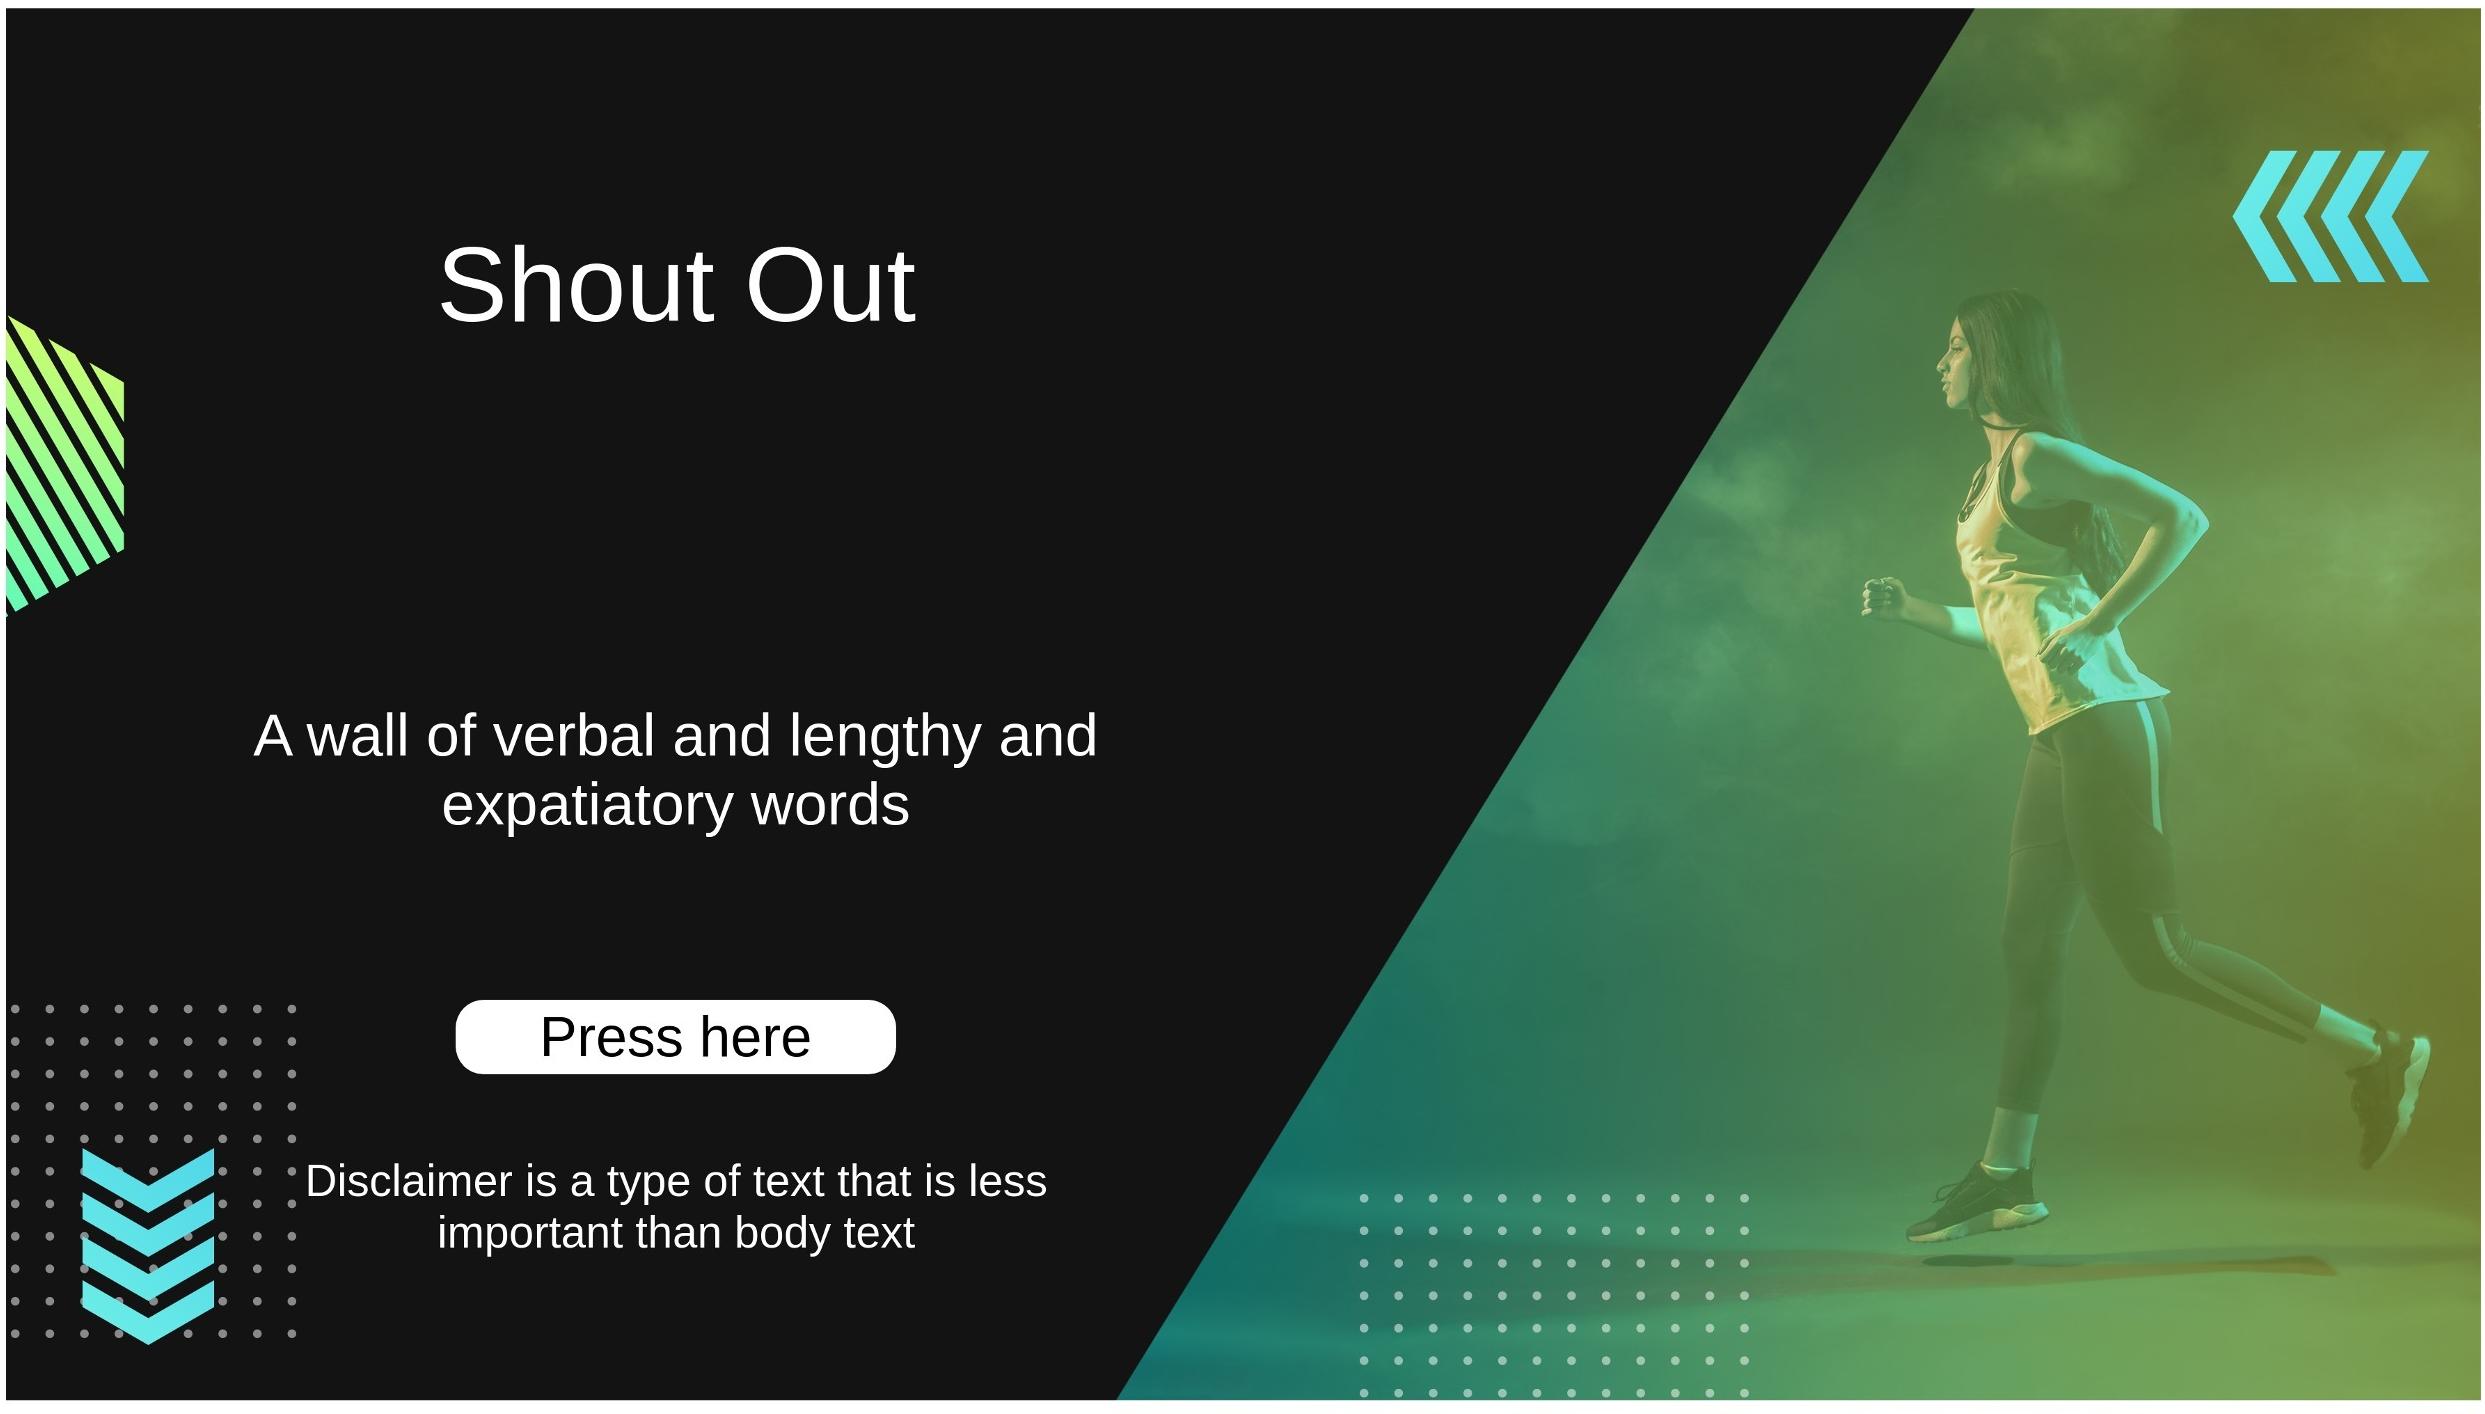 Shout Out
A wall of verbal and lengthy and
expatiatory words
Press here
Disclaimer is a type of text that is less
important than body text